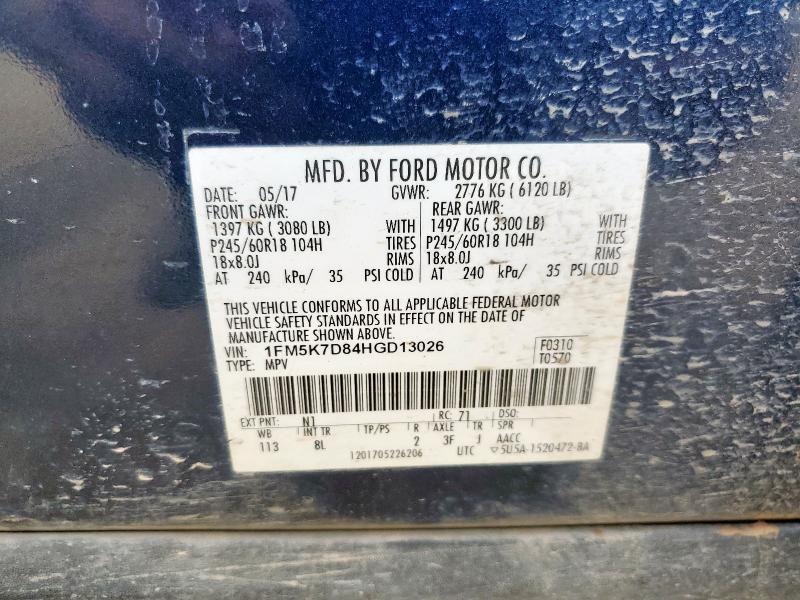 MFD. BY FORD MOTOR CO.
DATE: 05/17 GVWR: 2776 KG ( 6120 LB)
FRONT GAWR: REAR GAWR:
1397 KG ( 3080 LB) WITH 1497 KG ( 3300 LB) WITH
P245/60R18 104H TIRES P245/60R18 104H TIRES
18x8.0J RIMS 18x8.0J RIMS
AT 240 kPa/ 35 PSI COLD AT 240 kPa/ 35 PSI COLD
THIS VEHICLE CONFORMS TO ALL APPLICABLE FEDERAL MOTOR
VEHICLE SAFETY STANDARDS IN EFFECT ON THE DATE OF
MANUFACTURE SHOWN ABOVE.
VIN: 1FM5K7D84HGD13026 F0310
TYPE: MPV T0570
EXT PNT: N1 RC: 71 DSO:
WB INT TR TP/PS R AXLE TR SPR
113 8L 2 3F J AACC
1201705226206 UTC ▽5U5A-1520472-BA